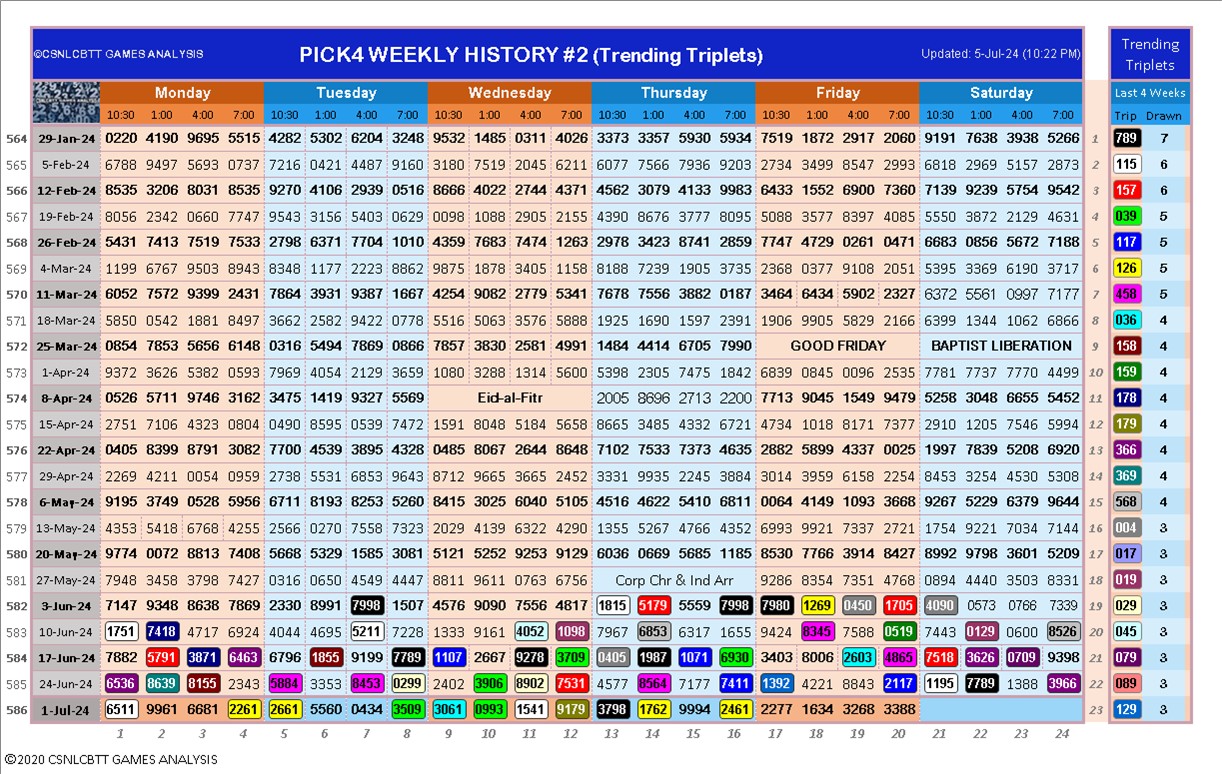 ©CSNLCBTT GAMES ANALYSIS PICK4 WEEKLY HISTORY #2 (Trending Triplets) Updated: 5-Jul-24 (10:22 PM)
Trending Triplets
Monday Tuesday Wednesday Thursday Friday Saturday Last 4 Weeks
10:30 1:00 4:00 7:00 10:30 1:00 4:00 7:00 10:30 1:00 4:00 7:00 10:30 1:00 4:00 7:00 10:30 1:00 4:00 7:00 10:30 1:00 4:00 7:00 Trip Drawn
564 29-Jan-24 0220 4190 9695 5515 4282 5302 6204 3248 9532 1485 0311 4026 3373 3357 5930 5934 7519 1872 2917 2060 9191 7638 3938 5266 1 789 7
565 5-Feb-24 6788 9497 5693 0737 7216 0421 4487 9160 3180 7519 2045 6211 6077 7566 7936 9203 2734 3499 8547 2993 6818 2969 5157 2873 2 115 6
566 12-Feb-24 8535 3206 8031 8535 9270 4106 2939 0516 8666 4022 2744 4371 4562 3079 4133 9983 6433 1552 6900 7360 7139 9239 5754 9542 3 157 6
567 19-Feb-24 8056 2342 0660 7747 9543 3156 5403 0629 0098 1088 2905 2155 4390 8676 3777 8095 5088 3577 8397 4085 5550 3872 2129 4631 4 039 5
568 26-Feb-24 5431 7413 7519 7533 2798 6371 7704 1010 4359 7683 7474 1263 2978 3423 8741 2859 7747 4729 0261 0471 6683 0856 5672 7188 5 117 5
569 4-Mar-24 1199 6767 9503 8943 8348 1177 2223 8862 9875 1878 3405 1158 8188 7239 1905 3735 2368 0377 9108 2051 5395 3369 6190 3717 6 126 5
570 11-Mar-24 6052 7572 9399 2431 7864 3931 9387 1667 9254 9082 2779 5341 7678 7556 3882 0187 3464 6434 5902 2327 6372 5561 0997 7177 7 458 5
571 18-Mar-24 5850 0542 1881 8497 3662 2582 9422 0776 5516 5063 3576 5888 1925 1690 1597 2391 1906 9905 5829 2166 6399 1344 1062 6866 8 036 4
572 25-Mar-24 0854 7853 5656 6148 0316 5494 7869 0866 7857 3830 2581 4991 1484 4414 6705 7990 GOOD FRIDAY BAPTIST LIBERATION 9 158 4
573 1-Apr-24 9372 3626 5382 0593 7969 4054 2129 3659 1080 3288 1314 5600 5398 2305 7475 1842 6839 0845 0096 2535 7781 7737 7770 4499 10 159 4
574 8-Apr-24 0526 5711 9746 3162 3475 1419 9327 5569 Eid-al-Fitr 2005 8696 2713 2200 7713 9045 1549 9479 5258 3048 6655 5452 11 178 4
575 15-Apr-24 2751 7106 4323 0804 0490 8595 0539 7472 1591 8048 5184 5658 8665 3485 4332 6721 4734 1018 8171 7377 2910 1205 7546 5994 12 179 4
576 22-Apr-24 0405 8399 8791 3082 7700 4539 3895 4328 0485 8067 2644 8648 7102 7533 7373 4635 2882 5899 4337 0025 1997 7839 5208 6920 13 366 4
577 29-Apr-24 2269 4211 0054 0959 2738 5531 6853 6294 3712 9665 3665 2452 3331 9935 2245 3884 3014 3959 6158 2254 8453 3254 4530 5308 14 369 4
578 6-May-24 9195 3749 0528 5956 6711 8193 8253 5260 8415 3025 6040 5105 4516 4622 5410 6811 0064 4149 1093 3668 9267 5229 6379 9644 15 568 4
579 13-May-24 4353 5418 6768 4255 2566 0270 7558 7323 2029 4139 6322 4290 1355 5267 4766 4352 6993 9921 7337 2721 1754 9221 7034 7144 16 004 3
580 20-May-24 9774 0072 8813 7408 5668 5329 1585 3081 5121 5252 9253 9129 6036 0669 5685 1185 8530 7766 3914 8427 8992 9798 3601 5209 17 017 3
581 27-May-24 7948 3458 3798 7427 0316 0650 4549 4447 8811 9611 0763 6756 Corp Chr & Ind Arr 9286 8354 7351 4768 0894 4440 3503 8331 18 019 3
582 3-Jun-24 7147 9348 8638 7869 2330 8991 7998 1507 4576 9090 7556 4817 1815 5179 5559 7998 7980 1269 0450 1705 4090 0573 0766 7339 19 029 3
583 10-Jun-24 1751 7418 4717 6924 4044 4695 5211 7228 1333 9161 4052 1098 7967 6853 6317 1655 9424 8345 7588 0519 7443 0129 0600 8526 20 045 3
584 17-Jun-24 7882 5791 3871 6463 6796 1855 9199 7789 1107 2667 9278 3709 0405 1987 1071 6930 3403 8006 2603 4865 7518 3626 0709 9398 21 079 3
585 24-Jun-24 6536 8639 8155 2343 5884 3353 8453 0299 2402 3906 8902 7531 4577 8564 7177 7411 1392 4221 8843 2117 1195 7789 1388 3966 22 089 3
586 1-Jul-24 6511 9961 6681 2261 2661 5560 0434 3509 3061 0993 1541 9179 3798 1762 9994 2461 2277 1634 3268 3388 23 129 3
1 2 3 4 5 6 7 8 9 10 11 12 13 14 15 16 17 18 19 20 21 22 23 24
©2020 CSNLCBTT GAMES ANALYSIS